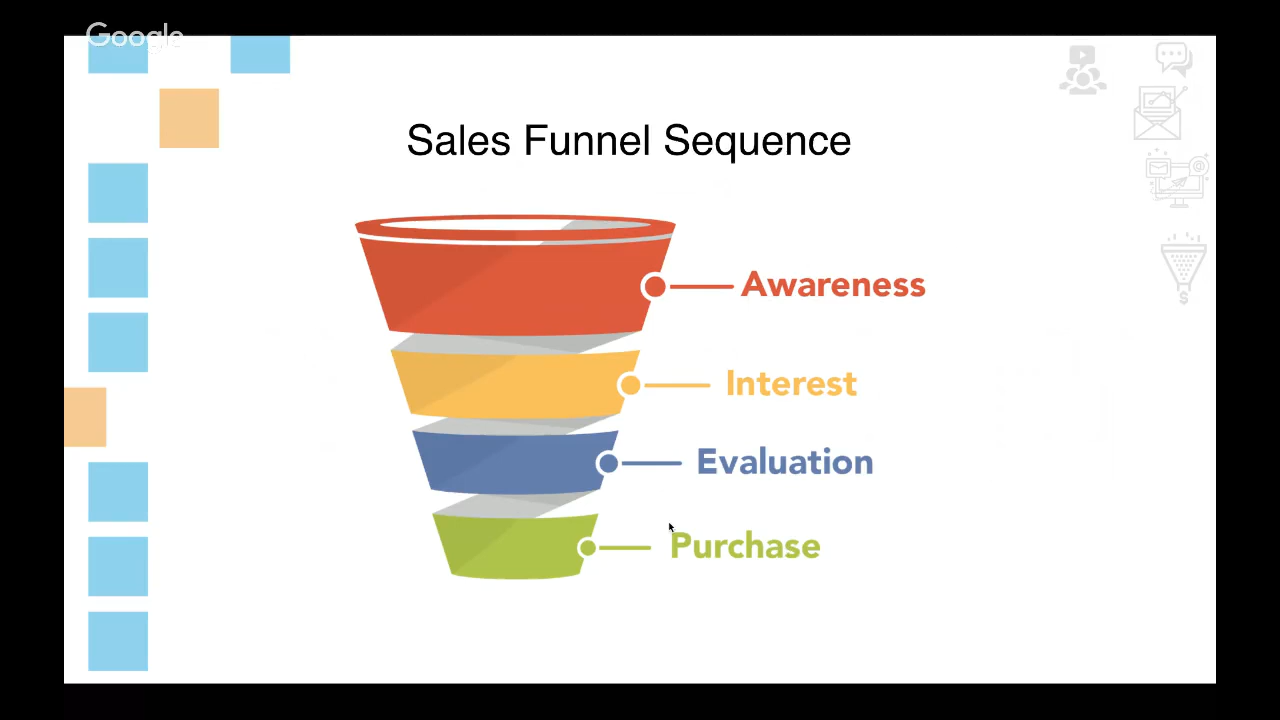 Google
Sales Funnel Sequence
Awareness
Interest
Evaluation
Purchase